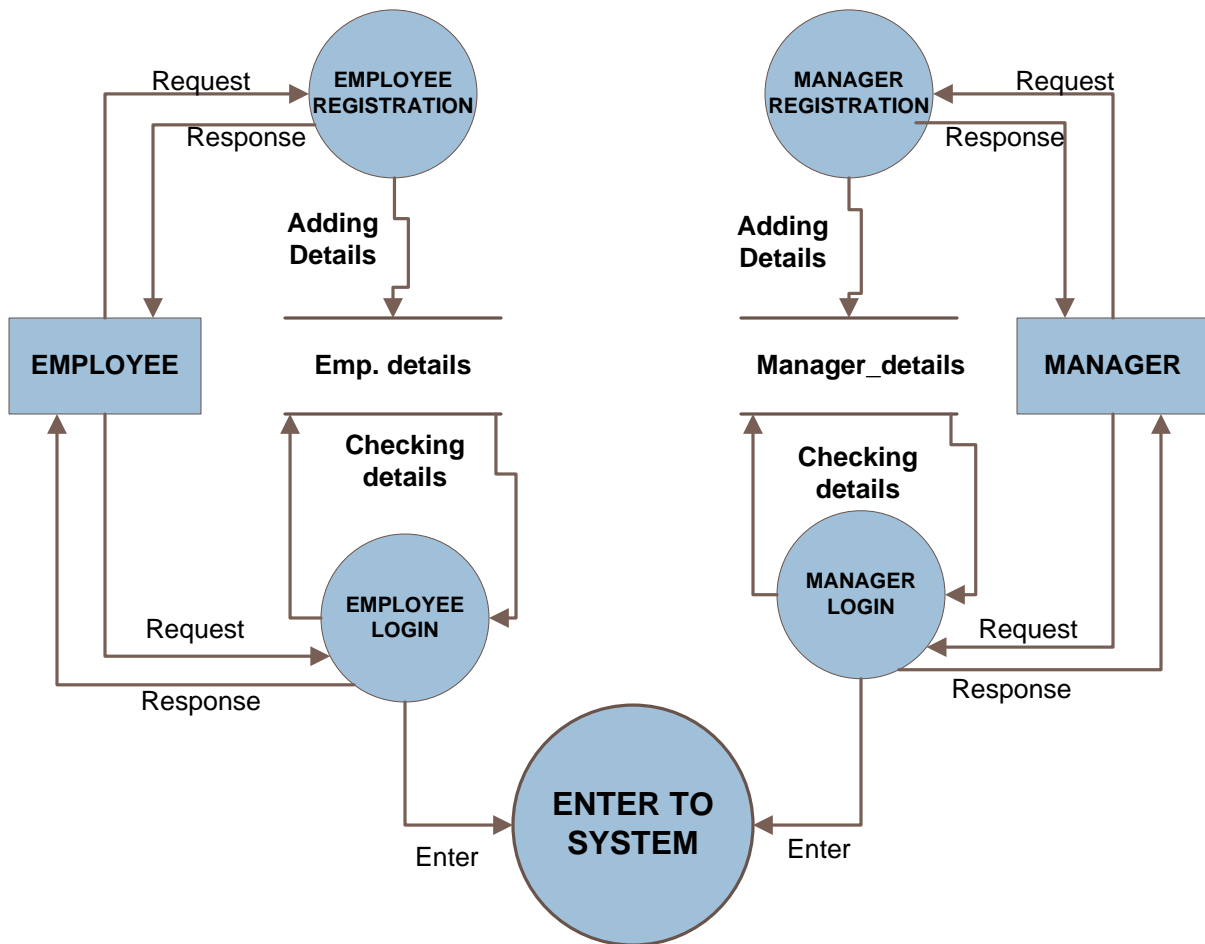 Request
EMPLOYEE
REGISTRATION
Response
MANAGER
REGISTRATION
Request
Response
Adding
Details
Adding
Details
EMPLOYEE
Emp. details
Manager_details
MANAGER
Checking
details
Checking
details
EMPLOYEE
LOGIN
MANAGER
LOGIN
Request
Response
Request
Response
ENTER TO
SYSTEM
Enter
Enter